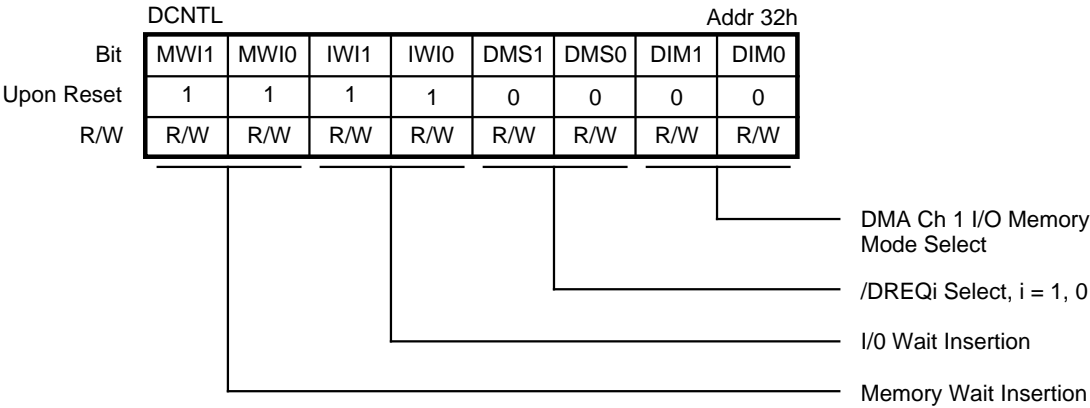 DCNTL Addr 32h
Bit MWI1 MWI0 IWI1 IWI0 DMS1 DMS0 DIM1 DIM0
Upon Reset 1 1 1 1 0 0 0 0
R/W R/W R/W R/W R/W R/W R/W R/W R/W
DMA Ch 1 I/O Memory
Mode Select
/DREQi Select, i = 1, 0
I/0 Wait Insertion
Memory Wait Insertion